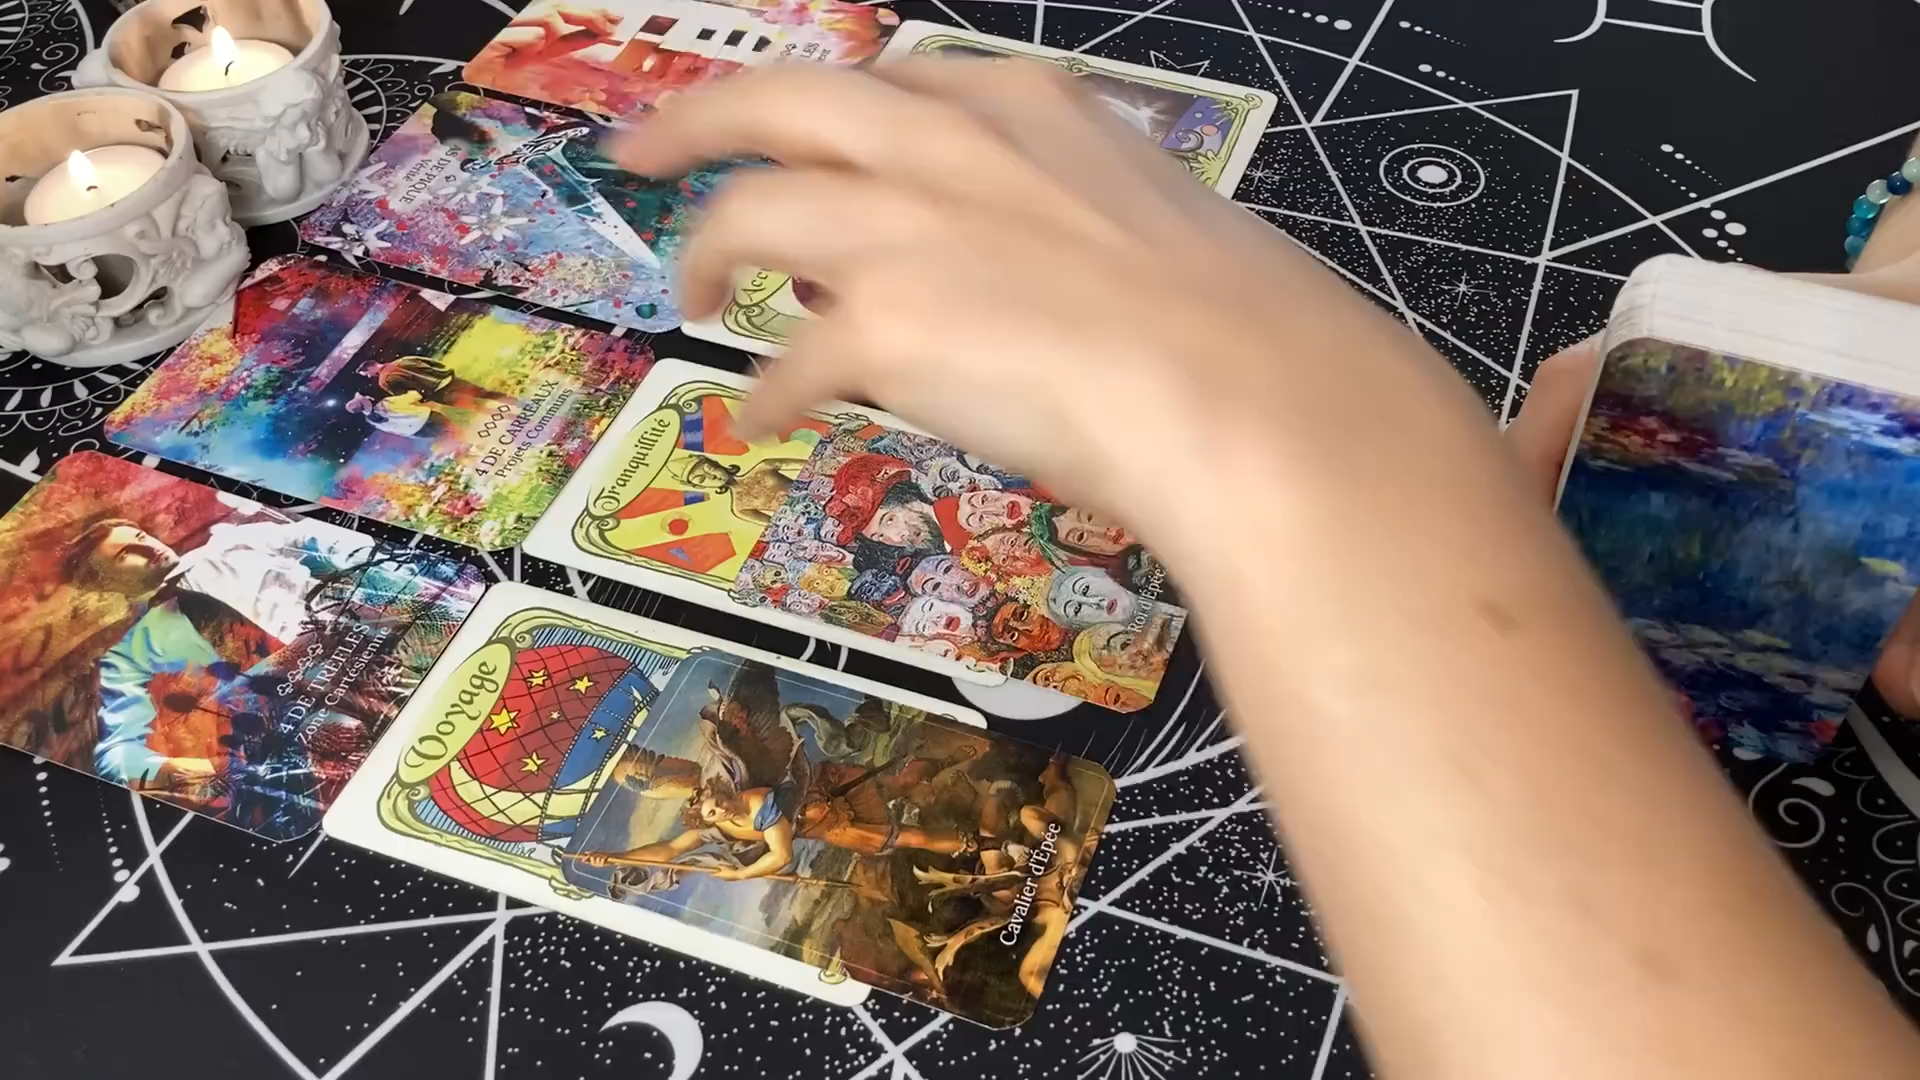 AS DE PIQUE
Vérité
4 DE CARREAUX
Projets Communs
Tranquillité
Roi d'Épée
4 DE TRÈFLES
Zone Cartésienne
Voyage
Cavalier d'Épée